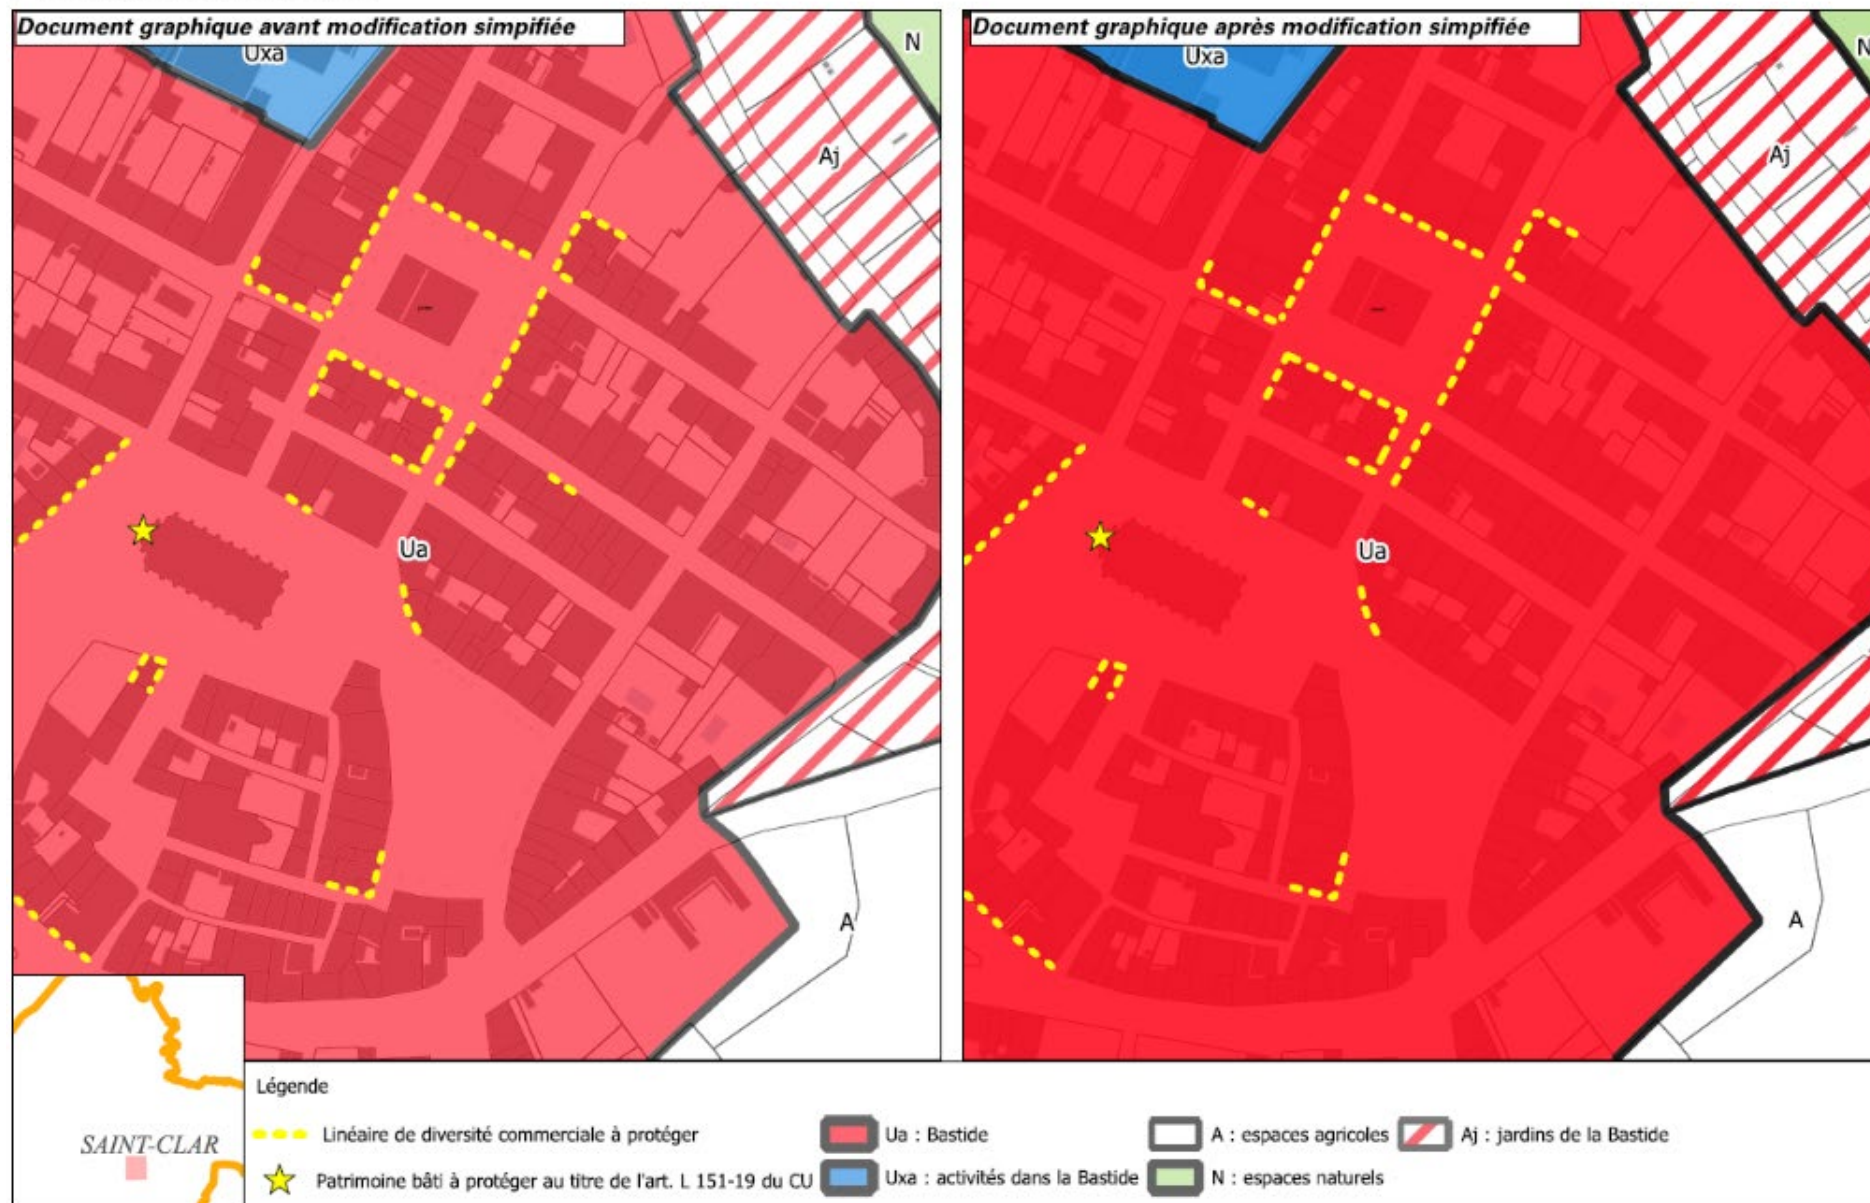 Document graphique avant modification simpifiée
Uxa
N
Aj
Ua
A
Document graphique après modification simpifiée
Uxa
N
Aj
Ua
A
SAINT-CLAR
Légende
Linéaire de diversité commerciale à protéger
Patrimoine bâti à protéger au titre de l'art. L 151-19 du CU
Ua : Bastide
Uxa : activités dans la Bastide
A : espaces agricoles
N : espaces naturels
Aj : jardins de la Bastide